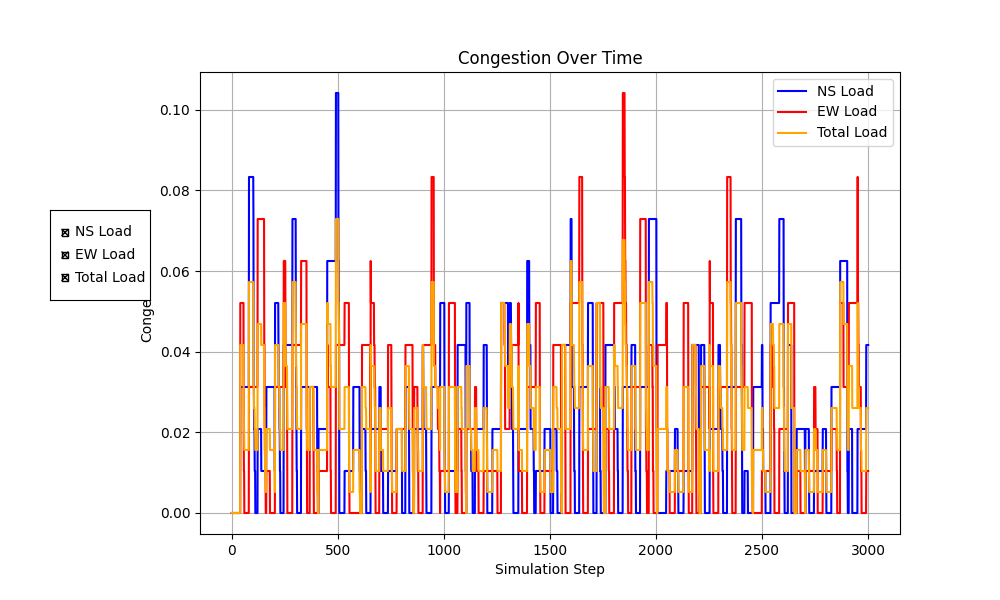 Congestion Over Time
NS Load
EW Load
Total Load
NS Load
EW Load
Total Load
Conge
0.10
0.08
0.06
0.04
0.02
0.00
0
500
1000
1500
2000
2500
3000
Simulation Step